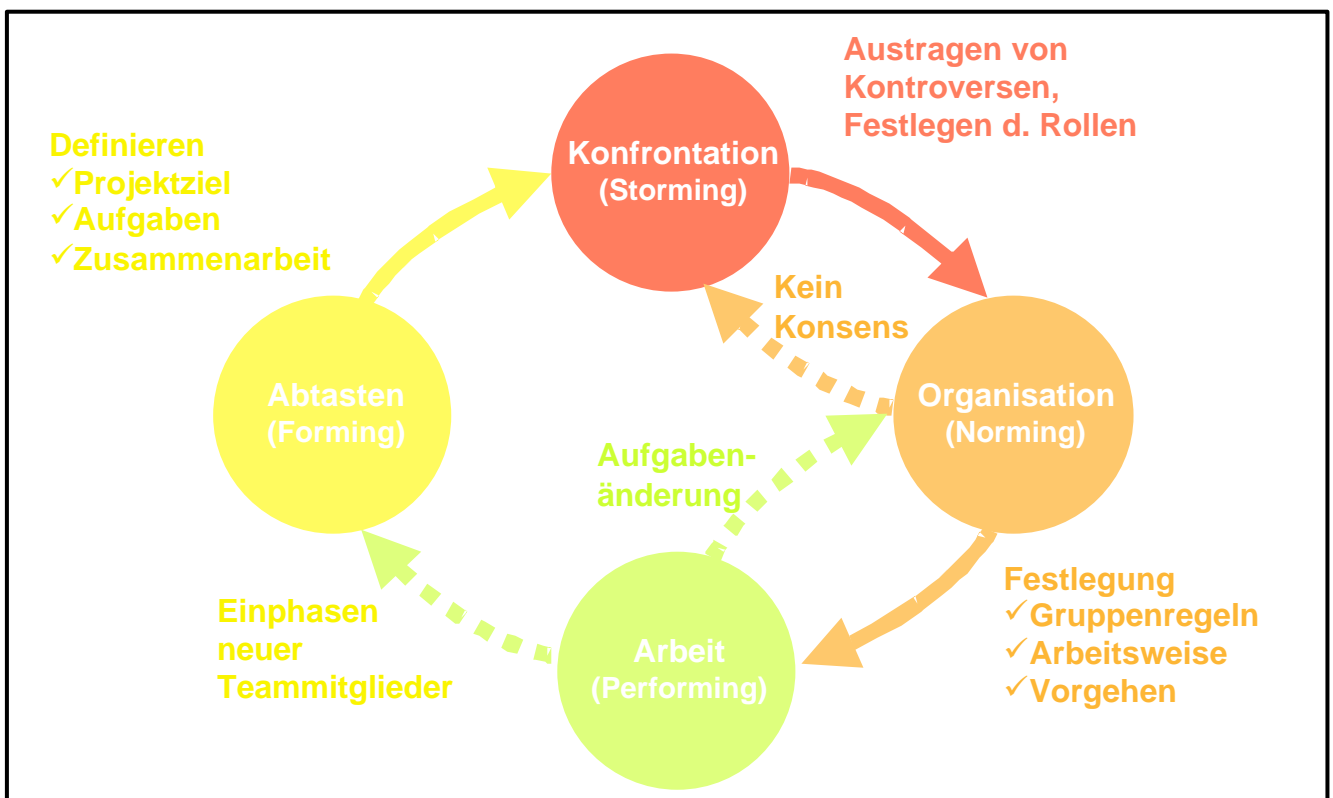 Austragen von
Kontroversen,
Festlegen d. Rollen
Definieren
✓Projektziel
✓Aufgaben
✓Zusammenarbeit
Konfrontation
(Storming)
Kein
Konsens
Abtasten
(Forming)
Organisation
(Norming)
Aufgaben-
änderung
Einphasen
neuer
Teammitglieder
Arbeit
(Performing)
Festlegung
✓Gruppenregeln
✓Arbeitsweise
✓Vorgehen